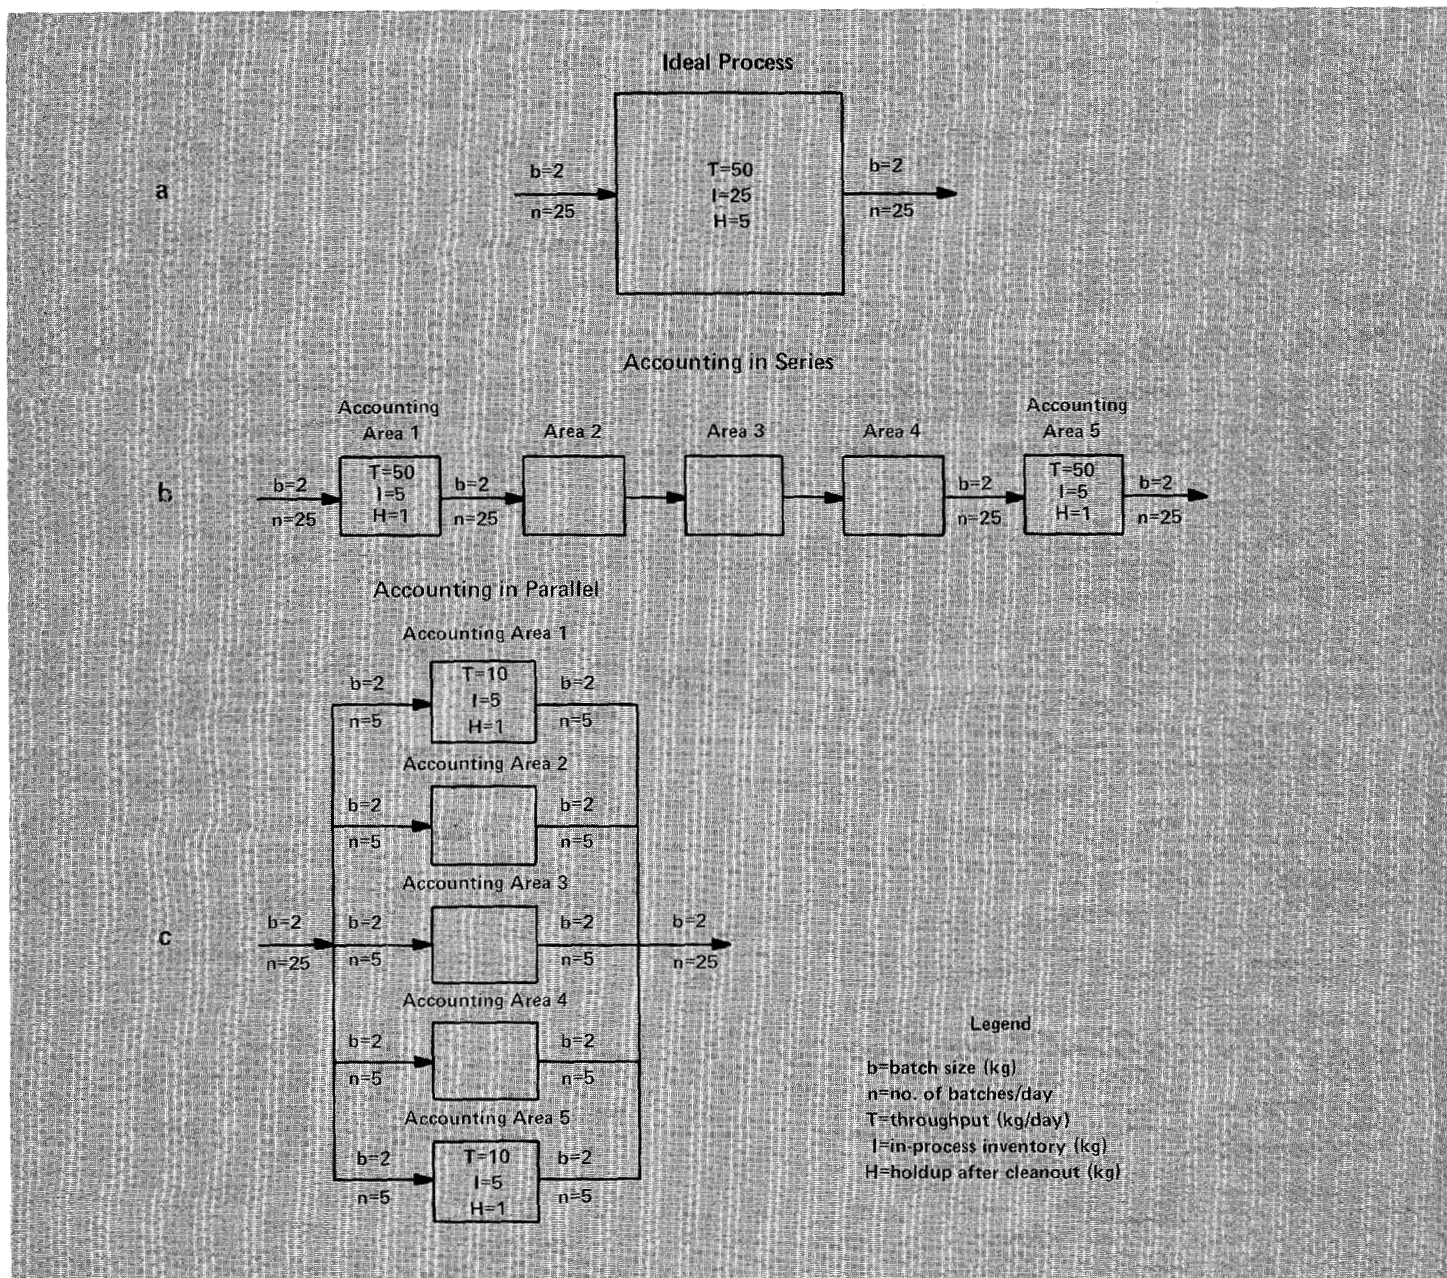 Ideal Process
a
b=2
n=25
T=50
I=25
H=5
b=2
n=25
Accounting in Series
b
Accounting
Area 1
Area 2
Area 3
Area 4
Accounting
Area 5
b=2
n=25
T=50
I=5
H=1
b=2
n=25
b=2
n=25
T=50
I=5
H=1
b=2
n=25
Accounting in Parallel
c
b=2
n=25
Accounting Area 1
b=2
n=5
T=10
I=5
H=1
b=2
n=5
Accounting Area 2
b=2
n=5
b=2
n=5
Accounting Area 3
b=2
n=5
b=2
n=5
b=2
n=25
Accounting Area 4
b=2
n=5
b=2
n=5
Accounting Area 5
b=2
n=5
T=10
I=5
H=1
b=2
n=5
Legend
b=batch size (kg)
n=no. of batches/day
T=throughput (kg/day)
I=in-process inventory (kg)
H=holdup after cleanout (kg)